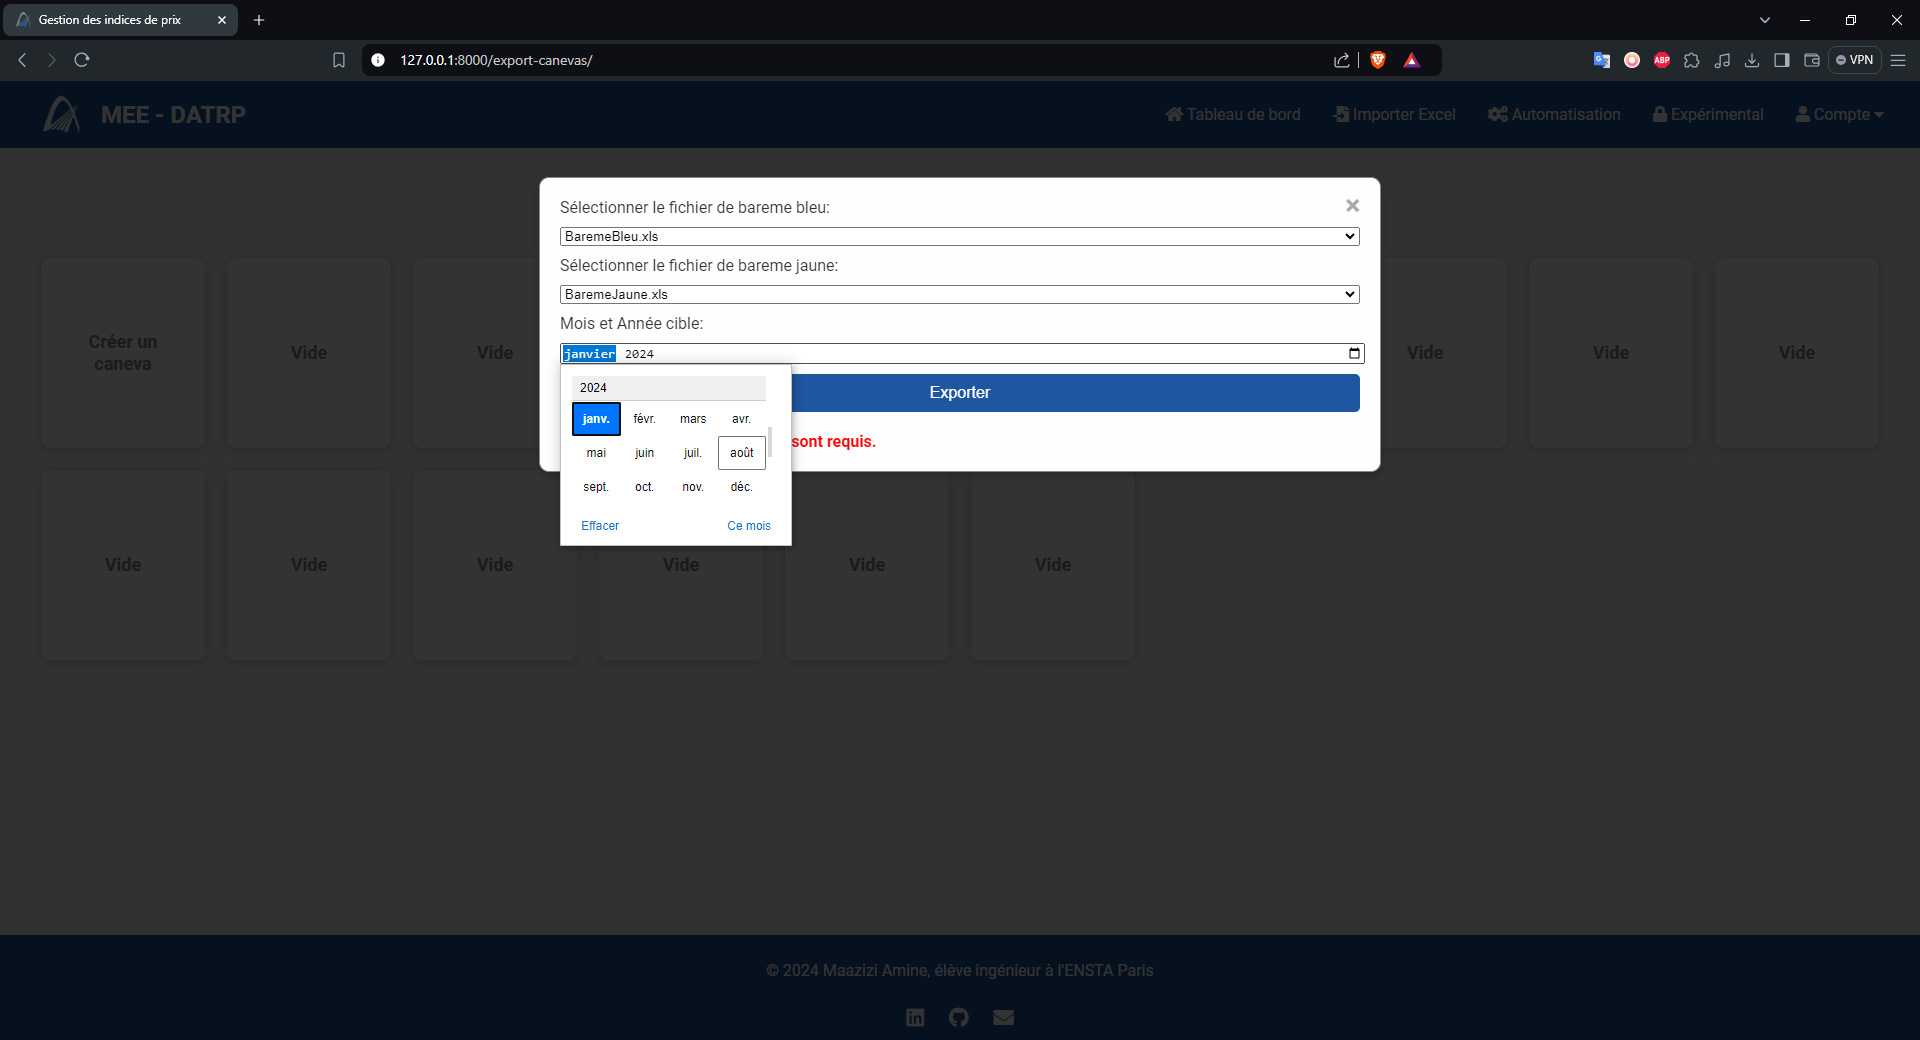 Gestion des indices de prix
127.0.0.1:8000/export-canevas/
ABP
VPN
MEE - DATRP
Tableau de bord
Importer Excel
Automatisation
Expérimental
Compte
Sélectionner le fichier de bareme bleu:
BaremeBleu.xls
Sélectionner le fichier de bareme jaune:
BaremeJaune.xls
Mois et Année cible:
janvier 2024
Exporter
sont requis.
2024
janv. févr. mars avr.
mai juin juil. août
sept. oct. nov. déc.
Effacer Ce mois
Créer un
caneva
Vide
Vide
Vide
Vide
Vide
Vide
Vide
Vide
Vide
Vide
Vide
© 2024 Maazizi Amine, élève ingénieur à l'ENSTA Paris